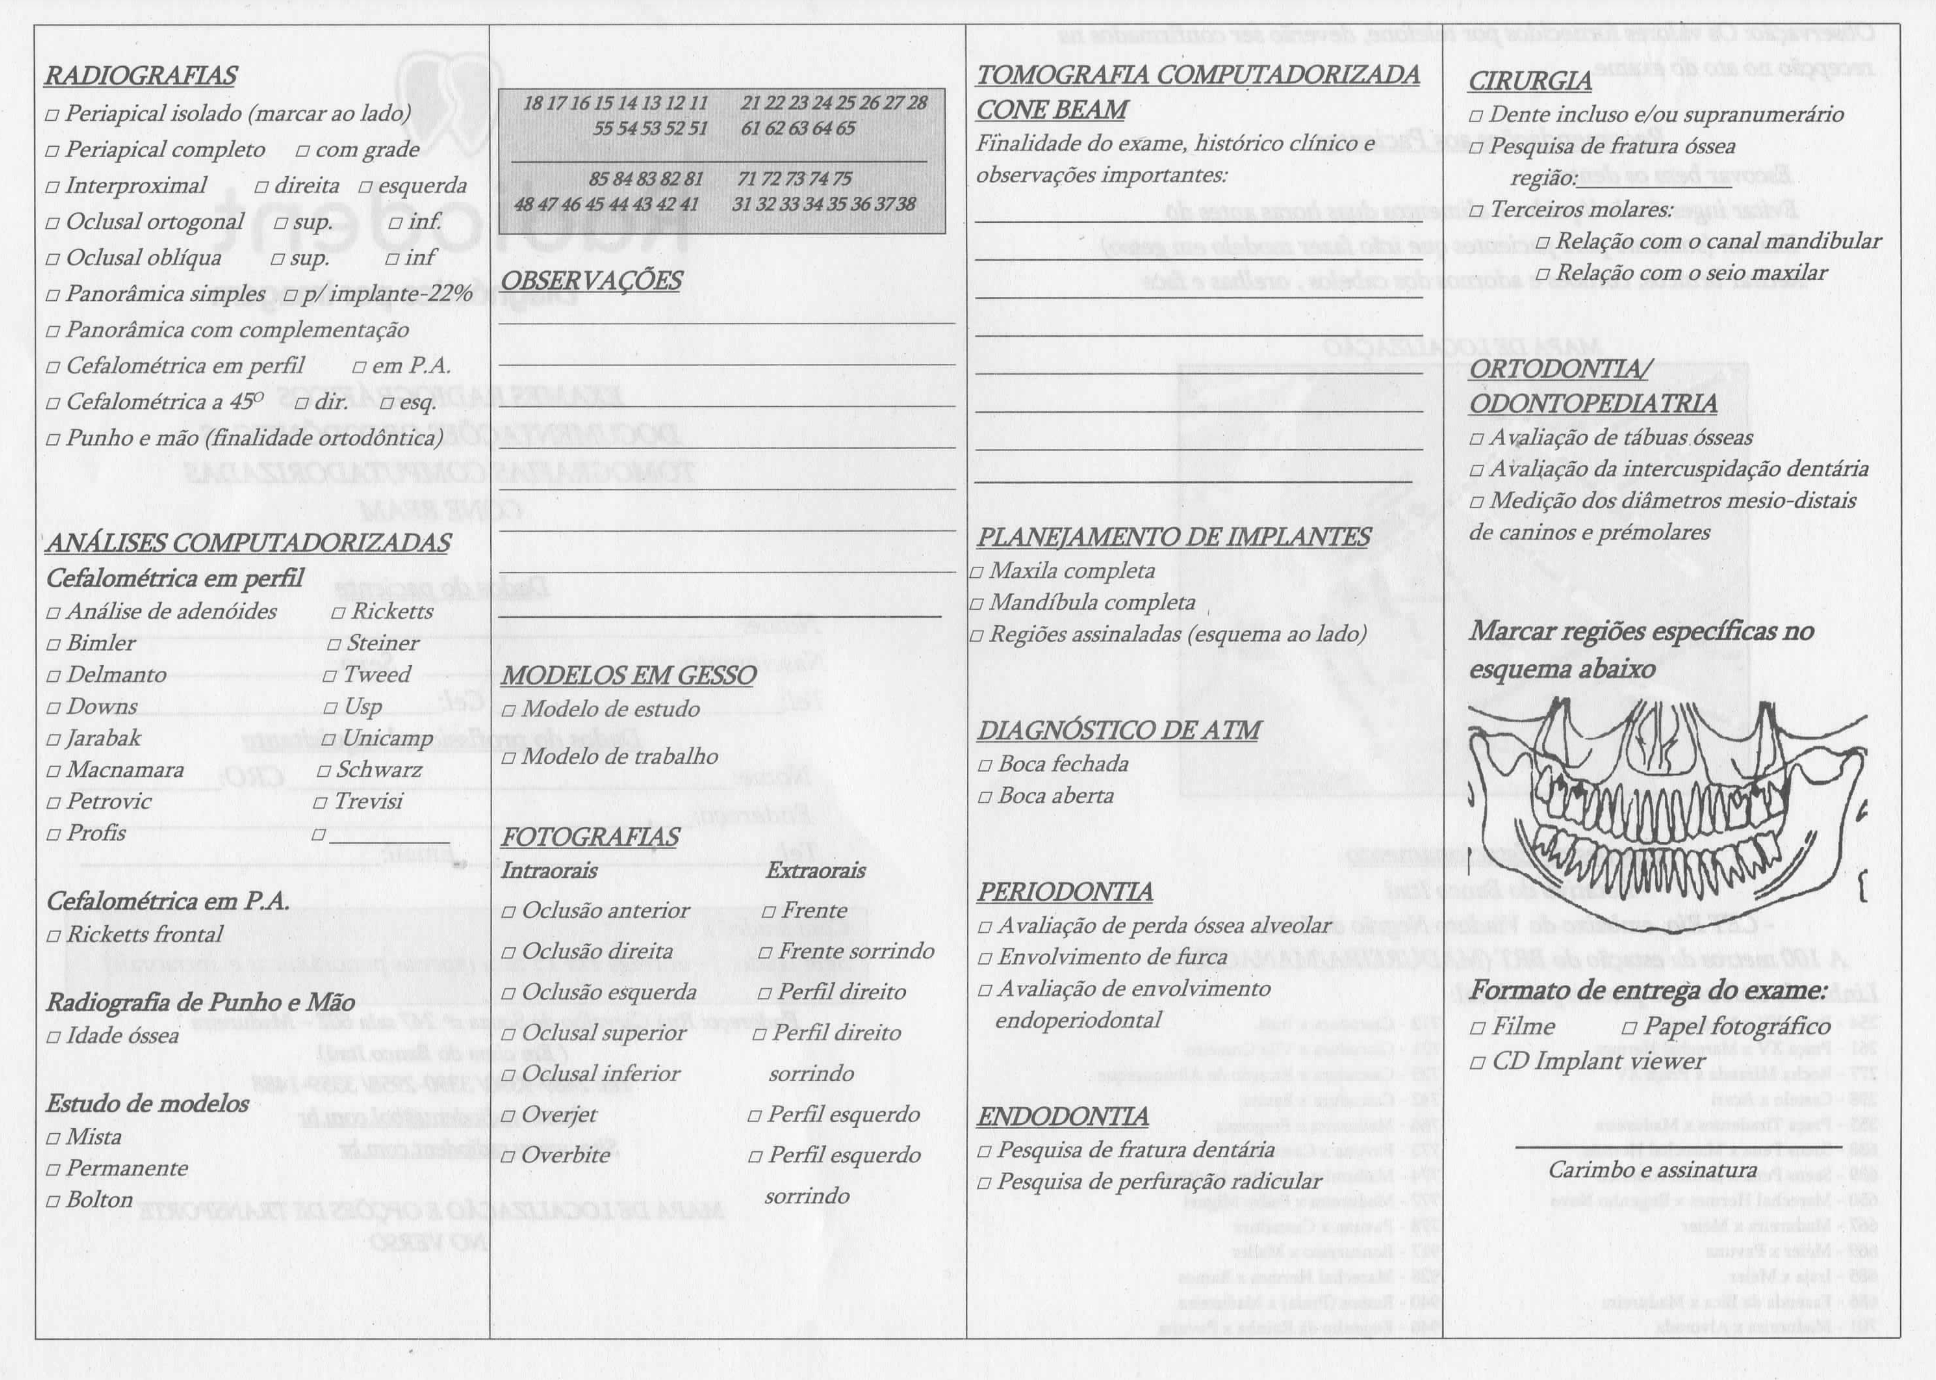 RADIOGRAFIAS
□ Periapical isolado (marcar ao lado)
□ Periapical completo □ com grade
□ Interproximal □ direita □ esquerda
□ Oclusal ortogonal □ sup. □ inf.
□ Oclusal oblíqua □ sup. □ inf
□ Panorâmica simples □ p/ implante-22%
□ Panorâmica com complementação
□ Cefalométrica em perfil □ em P.A.
□ Cefalométrica a 45º □ dir. □ esq.
□ Punho e mão (finalidade ortodôntica)
ANÁLISES COMPUTADORIZADAS
Cefalométrica em perfil
□ Análise de adenóides □ Ricketts
□ Bimler □ Steiner
□ Delmanto □ Tweed
□ Downs □ Usp
□ Jarabak □ Unicamp
□ Macnamara □ Schwarz
□ Petrovic □ Trevisi
□ Profis □ __________
Cefalométrica em P.A.
□ Ricketts frontal
Radiografia de Punho e Mão
□ Idade óssea
Estudo de modelos
□ Mista
□ Permanente
□ Bolton
18 17 16 15 14 13 12 11 21 22 23 24 25 26 27 28
55 54 53 52 51 61 62 63 64 65
85 84 83 82 81 71 72 73 74 75
48 47 46 45 44 43 42 41 31 32 33 34 35 36 37 38
OBSERVAÇÕES
MODELOS EM GESSO
□ Modelo de estudo
□ Modelo de trabalho
FOTOGRAFIAS
Intraorais Extraorais
□ Oclusão anterior □ Frente
□ Oclusão direita □ Frente sorrindo
□ Oclusão esquerda □ Perfil direito
□ Oclusal superior □ Perfil direito
□ Oclusal inferior sorrindo
□ Overjet □ Perfil esquerdo
□ Overbite □ Perfil esquerdo
sorrindo
TOMOGRAFIA COMPUTADORIZADA
CONE BEAM
Finalidade do exame, histórico clínico e
observações importantes:
PLANEJAMENTO DE IMPLANTES
□ Maxila completa
□ Mandíbula completa
□ Regiões assinaladas (esquema ao lado)
DIAGNÓSTICO DE ATM
□ Boca fechada
□ Boca aberta
PERIODONTIA
□ Avaliação de perda óssea alveolar
□ Envolvimento de furca
□ Avaliação de envolvimento
endoperiodontal
ENDODONTIA
□ Pesquisa de fratura dentária
□ Pesquisa de perfuração radicular
CIRURGIA
□ Dente incluso e/ou supranumerário
□ Pesquisa de fratura óssea
região:____________
□ Terceiros molares:
□ Relação com o canal mandibular
□ Relação com o seio maxilar
ORTODONTIA/
ODONTOPEDIATRIA
□ Avaliação de tábuas ósseas
□ Avaliação da intercuspidação dentária
□ Medição dos diâmetros mesio-distais
de caninos e prémolares
Marcar regiões específicas no
esquema abaixo
Formato de entrega do exame:
□ Filme □ Papel fotográfico
□ CD Implant viewer
Carimbo e assinatura